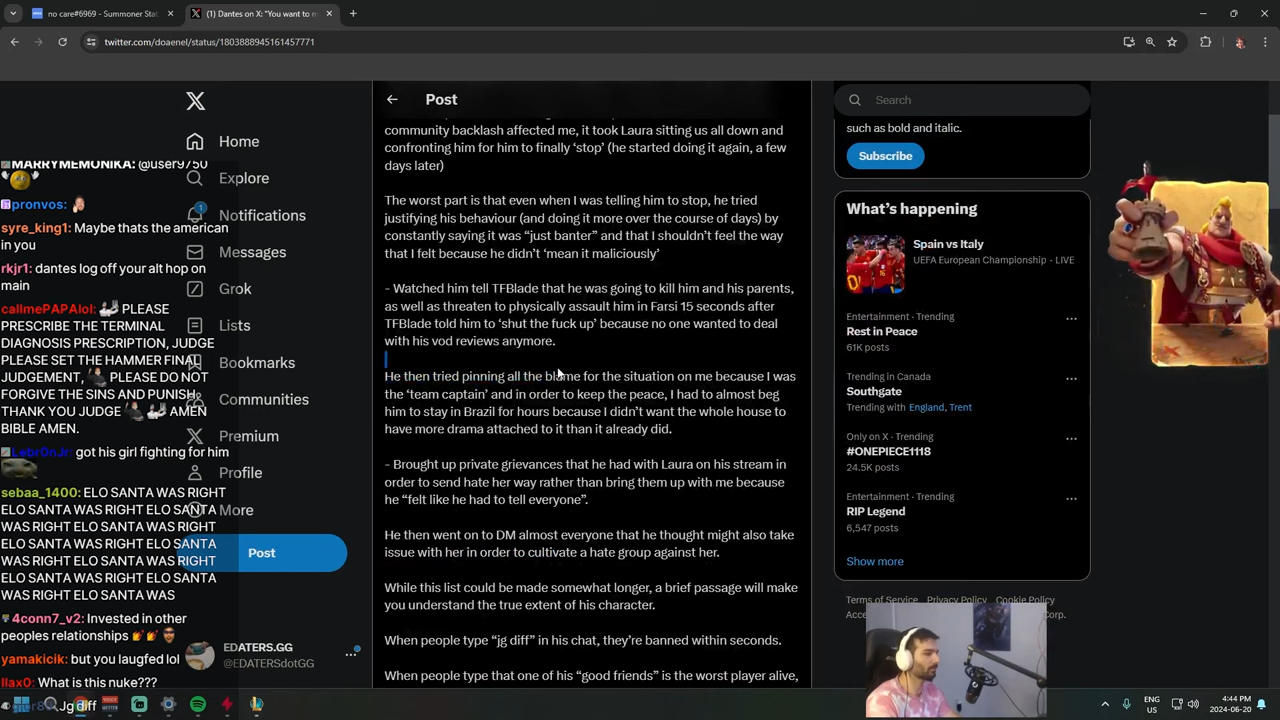 no care#6969 - Summoner Stat
(1) Dantes on X: "You want to m
twitter.com/doaenel/status/1803888945161457771
Post
Search
Home
Explore
Notifications
1
Messages
Grok
Lists
Bookmarks
Communities
Premium
Profile
More
Post
EDATERS.GG
@EDATERSdotGG
MARRYMEMONIKA: @user9750
pronvos:
syre_king1: Maybe thats the american
in you
rkjr1: dantes log off your alt hop on
main
callmePAPAlol: PLEASE
PRESCRIBE THE TERMINAL
DIAGNOSIS PRESCRIPTION, JUDGE
PLEASE SET THE HAMMER FINAL
JUDGEMENT, PLEASE DO NOT
FORGIVE THE SINS AND PUNISH
THANK YOU JUDGE AMEN
BIBLE AMEN.
Lebr0nJr: got his girl fighting for him
sebaa_1400: ELO SANTA WAS RIGHT
ELO SANTA WAS RIGHT ELO SANTA
WAS RIGHT ELO SANTA WAS RIGHT
ELO SANTA WAS RIGHT ELO SANTA
WAS RIGHT ELO SANTA WAS RIGHT
ELO SANTA WAS RIGHT ELO SANTA
WAS RIGHT ELO SANTA WAS
4conn7_v2: Invested in other
peoples relationships
yamakicik: but you laugfed lol
llax0: What is this nuke???
Jg diff
community backlash affected me, it took Laura sitting us all down and
confronting him for him to finally ‘stop’ (he started doing it again, a few
days later)
The worst part is that even when I was telling him to stop, he tried
justifying his behaviour (and doing it more over the course of days) by
constantly saying it was “just banter” and that I shouldn’t feel the way
that I felt because he didn’t ‘mean it maliciously’
- Watched him tell TFBlade that he was going to kill him and his parents,
as well as threaten to physically assault him in Farsi 15 seconds after
TFBlade told him to ‘shut the fuck up’ because no one wanted to deal
with his vod reviews anymore.
He then tried pinning all the blame for the situation on me because I was
the ‘team captain’ and in order to keep the peace, I had to almost beg
him to stay in Brazil for hours because I didn’t want the whole house to
have more drama attached to it than it already did.
- Brought up private grievances that he had with Laura on his stream in
order to send hate her way rather than bring them up with me because
he “felt like he had to tell everyone”.
He then went on to DM almost everyone that he thought might also take
issue with her in order to cultivate a hate group against her.
While this list could be made somewhat longer, a brief passage will make
you understand the true extent of his character.
When people type “jg diff” in his chat, they’re banned within seconds.
When people type that one of his “good friends” is the worst player alive,
such as bold and italic.
Subscribe
What’s happening
Spain vs Italy
UEFA European Championship · LIVE
Entertainment · Trending
Rest in Peace
61K posts
Trending in Canada
Southgate
Trending with England, Trent
Only on X · Trending
#ONEPIECE1118
24.5K posts
Entertainment · Trending
RIP Legend
6,547 posts
Show more
Terms of Service Privacy Policy Cookie Policy
Corp.
ENG
US
4:44 PM
2024-06-20